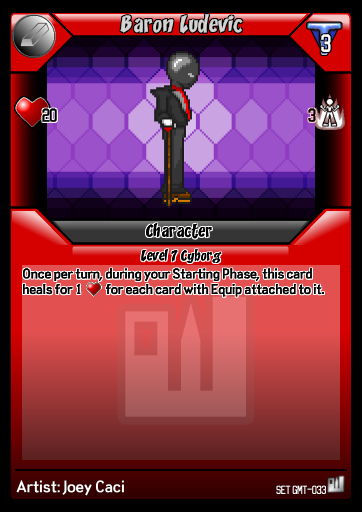 Baron Ludevic
3
20
3
Character
Level 7 Cyborg
Once per turn, during your Starting Phase, this card
heals for 1 for each card with Equip attached to it.
Artist: Joey Caci
SET GMT-033